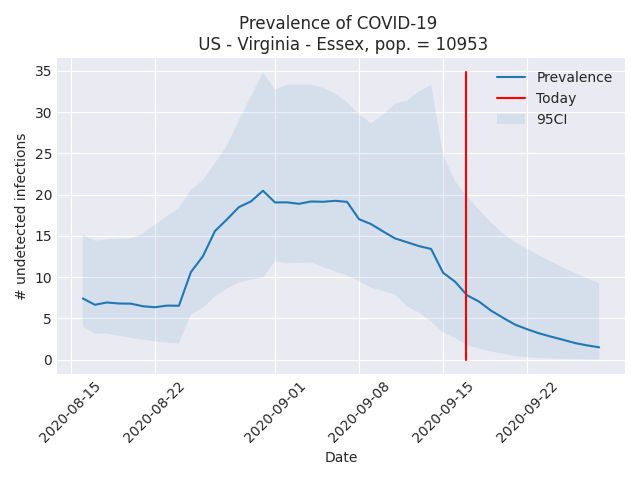 Prevalence of COVID-19
US - Virginia - Essex, pop. = 10953
# undetected infections
35
30
25
20
15
10
5
0
Prevalence
Today
95CI
2020-08-15
2020-08-22
2020-09-01
2020-09-08
2020-09-15
2020-09-22
Date